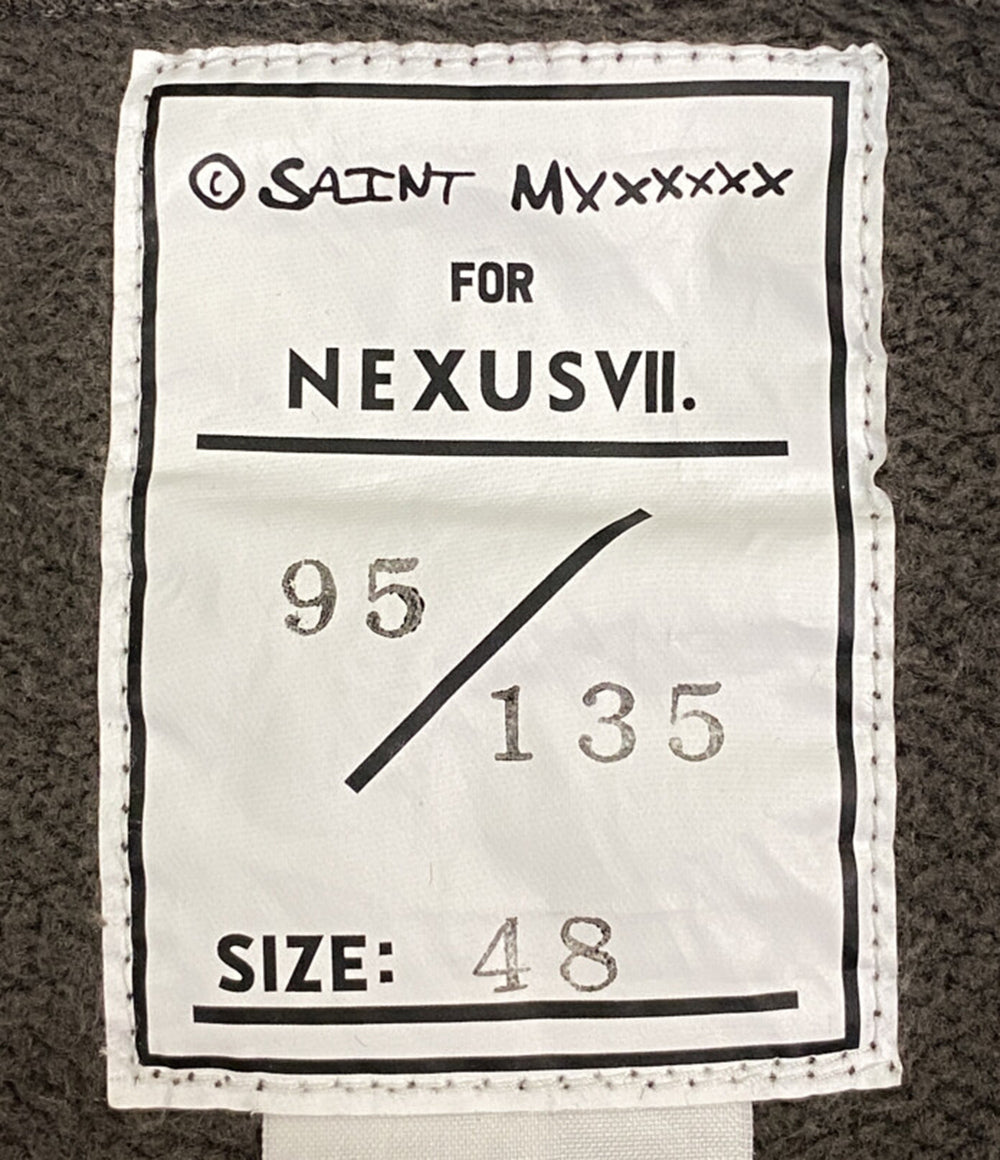 © SAINT MXXXXXX
FOR
NEXUSVII.
95
/
135
SIZE: 48